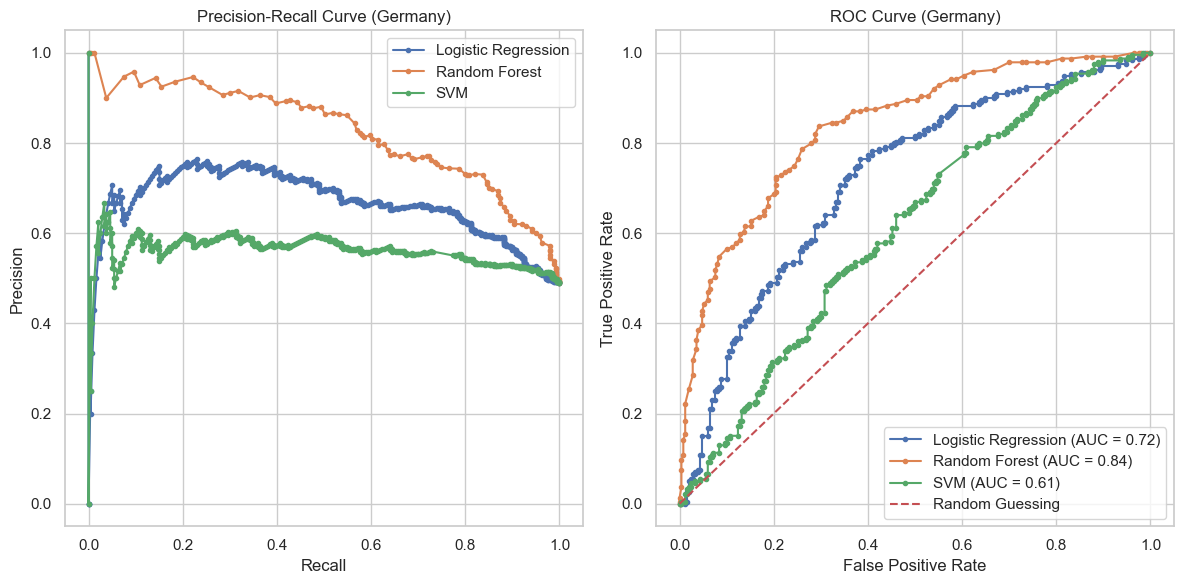 Precision-Recall Curve (Germany)
1.0
0.8
0.6
0.4
0.2
0.0
Precision
0.0 0.2 0.4 0.6 0.8 1.0
Recall
Logistic Regression
Random Forest
SVM
ROC Curve (Germany)
1.0
0.8
0.6
0.4
0.2
0.0
True Positive Rate
0.0 0.2 0.4 0.6 0.8 1.0
False Positive Rate
Logistic Regression (AUC = 0.72)
Random Forest (AUC = 0.84)
SVM (AUC = 0.61)
Random Guessing